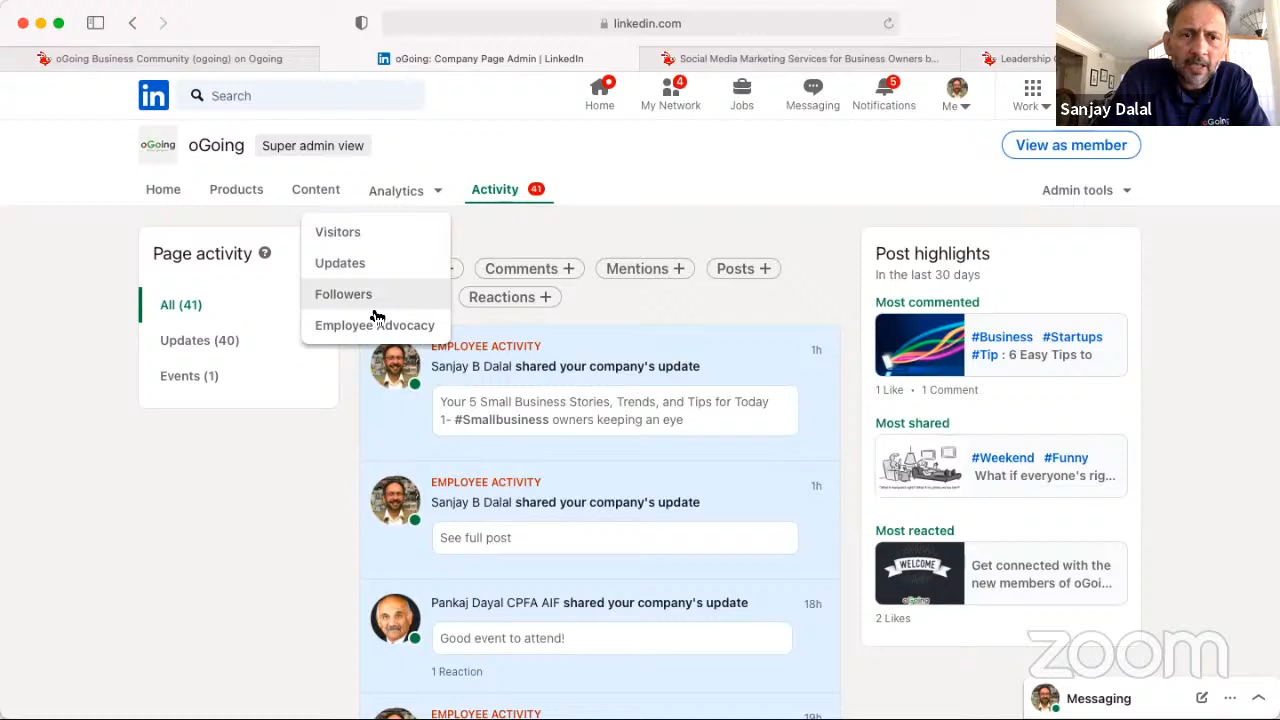 linkedin.com
oGoing Business Community (ogoing) on Ogoing
oGoing: Company Page Admin | LinkedIn
Social Media Marketing Services for Business Owners b...
Leadership
Sanjay Dalal
oGoing
in
Search
Home
4
My Network
Jobs
Messaging
5
Notifications
Me
Work
oGoing
oGoing
Super admin view
View as member
Home
Products
Content
Analytics
Activity
41
Admin tools
Visitors
Updates
Followers
Employee Advocacy
Page activity ?
All (41)
Updates (40)
Events (1)
Comments +
Mentions +
Posts +
Reactions +
EMPLOYEE ACTIVITY
Sanjay B Dalal shared your company's update
1h
Your 5 Small Business Stories, Trends, and Tips for Today
1- #Smallbusiness owners keeping an eye
EMPLOYEE ACTIVITY
Sanjay B Dalal shared your company's update
1h
See full post
Pankaj Dayal CPFA AIF shared your company's update
18h
Good event to attend!
1 Reaction
EMPLOYEE ACTIVITY
19h
Post highlights
In the last 30 days
Most commented
#Business #Startups
#Tip : 6 Easy Tips to
1 Like • 1 Comment
Most shared
#Weekend #Funny
What if everyone's rig...
Most reacted
WELCOME
oGoing
Get connected with the
new members of oGoi...
2 Likes
zoom
Messaging